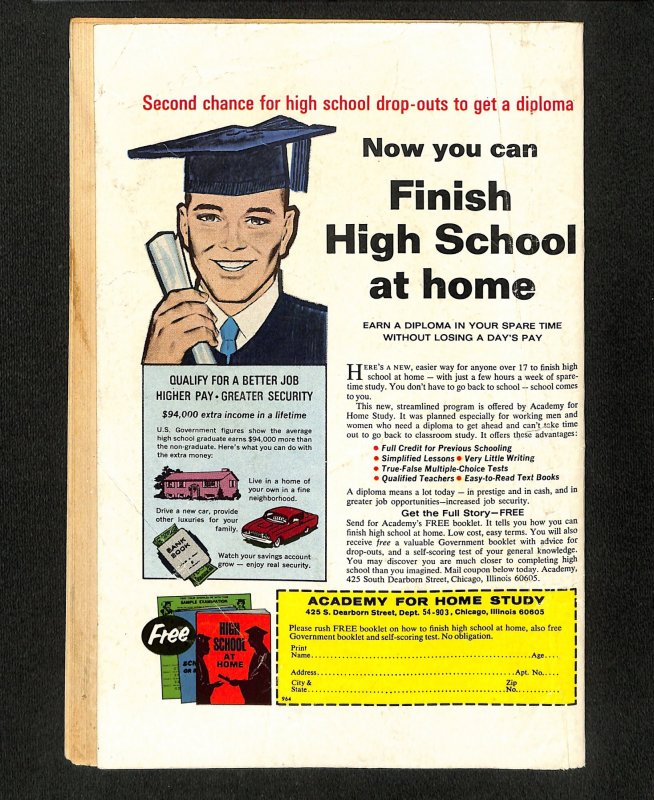 Second chance for high school drop-outs to get a diploma
Now you can
Finish
High School
at home
EARN A DIPLOMA IN YOUR SPARE TIME
WITHOUT LOSING A DAY'S PAY
HERE'S A NEW, easier way for anyone over 17 to finish high
school at home — with just a few hours a week of spare-
time study. You don't have to go back to school — school comes
to you.
This new, streamlined program is offered by Academy for
Home Study. It was planned especially for working men and
women who need a diploma to get ahead and can't take time
out to go back to classroom study. It offers these advantages:
• Full Credit for Previous Schooling
• Simplified Lessons • Very Little Writing
• True-False Multiple-Choice Tests
• Qualified Teachers • Easy-to-Read Text Books
A diploma means a lot today — in prestige and in cash, and in
greater job opportunities—increased job security.
Get the Full Story—FREE
Send for Academy's FREE booklet. It tells you how you can
finish high school at home. Low cost, easy terms. You will also
receive free a valuable Government booklet with advice for
drop-outs, and a self-scoring test of your general knowledge.
You may discover you are much closer to completing high
school than you imagined. Mail coupon below today. Academy,
425 South Dearborn Street, Chicago, Illinois 60605.
QUALIFY FOR A BETTER JOB
HIGHER PAY • GREATER SECURITY
$94,000 extra income in a lifetime
U.S. Government figures show the average
high school graduate earns $94,000 more than
the non-graduate. Here's what you can do with
the extra money:
Live in a home of
your own in a fine
neighborhood.
Drive a new car, provide
other luxuries for your
family.
BANK
BOOK
Watch your savings account
grow — enjoy real security.
Free
SAMPLE EXAMINATION
HIGH
SCHOOL
AT
HOME
ACADEMY FOR HOME STUDY
425 S. Dearborn Street, Dept. 54-903, Chicago, Illinois 60605
Please rush FREE booklet on how to finish high school at home, also free
Government booklet and self-scoring test. No obligation.
Print
Name Age
Address Apt. No.
City & Zip
State No.
964